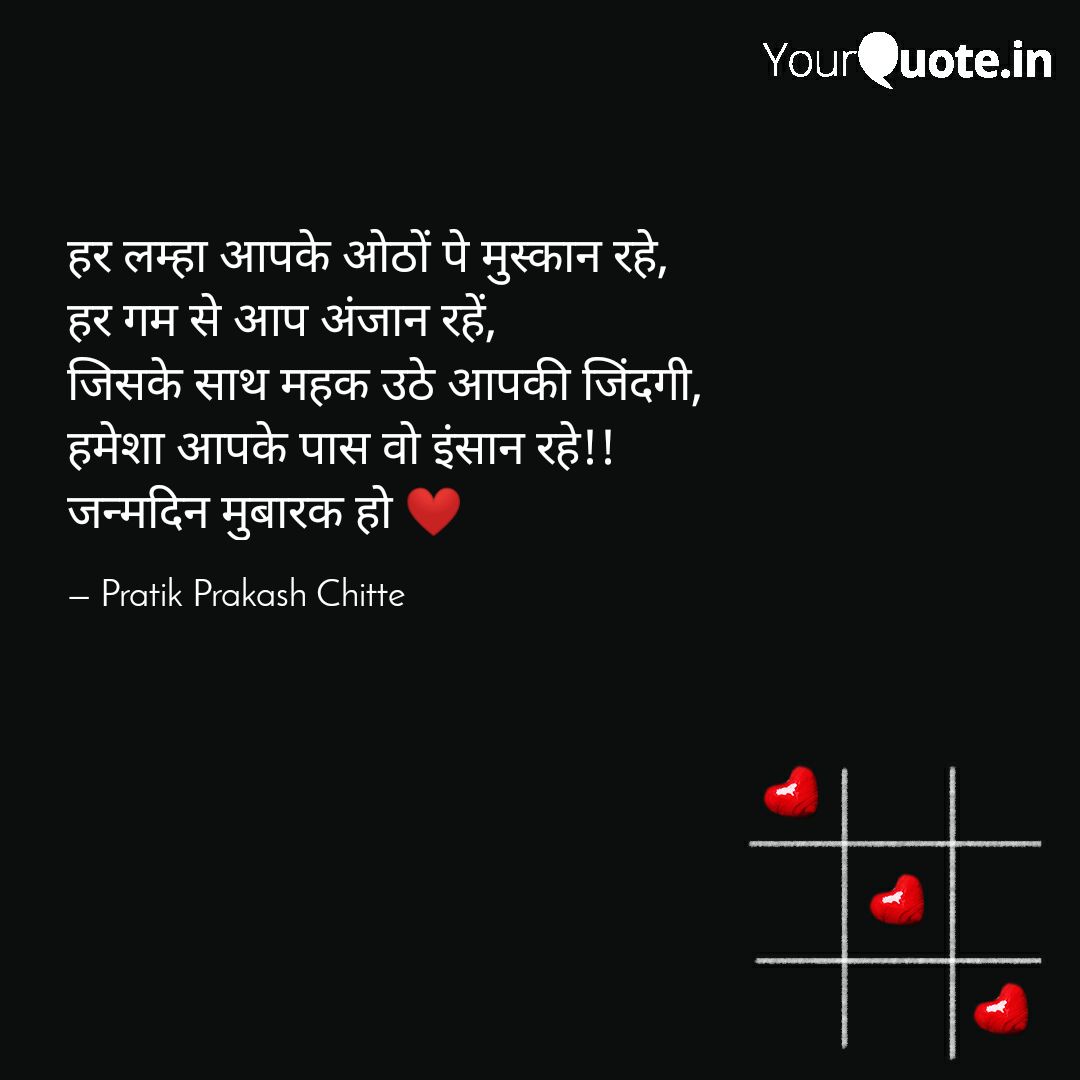 YourQuote.in
हर लम्हा आपके ओठों पे मुस्कान रहे,
हर गम से आप अंजान रहें,
जिसके साथ महक उठे आपकी जिंदगी,
हमेशा आपके पास वो इंसान रहे!!
जन्मदिन मुबारक हो ❤️
– Pratik Prakash Chitte